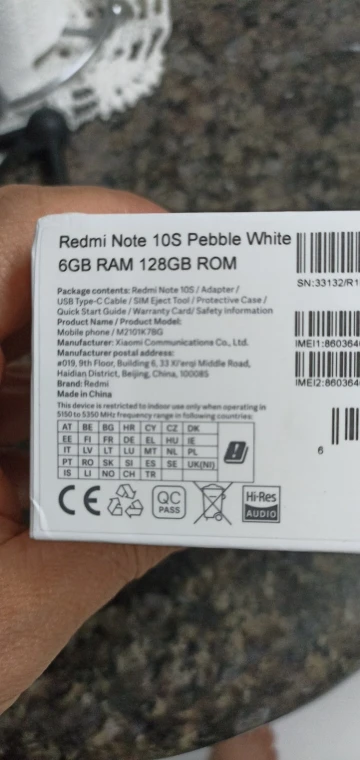 Redmi Note 10S Pebble White
6GB RAM 128GB ROM
Package contents: Redmi Note 10S / Adapter /
USB Type-C Cable / SIM Eject Tool / Protective Case /
Quick Start Guide / Warranty Card/ Safety Information
Product Name / Product Model:
Mobile phone / M2101K7BG
Manufacturer: Xiaomi Communications Co., Ltd.
Manufacturer postal address:
#019, 9th Floor, Building 6, 33 Xi'erqi Middle Road,
Haidian District, Beijing, China, 100085
Brand: Redmi
Made in China
This device is restricted to indoor use only when operating in
5150 to 5350 MHz frequency range in following countries:
AT BE BG HR CY CZ DK
EE FI FR DE EL HU IE
IT LV LT LU MT NL PL
PT RO SK SI ES SE UK(NI)
IS LI NO CH TR
CE
QC
PASS
Hi-Res
AUDIO
SN:33132/R1
IMEI1:860364
IMEI2:860364
6